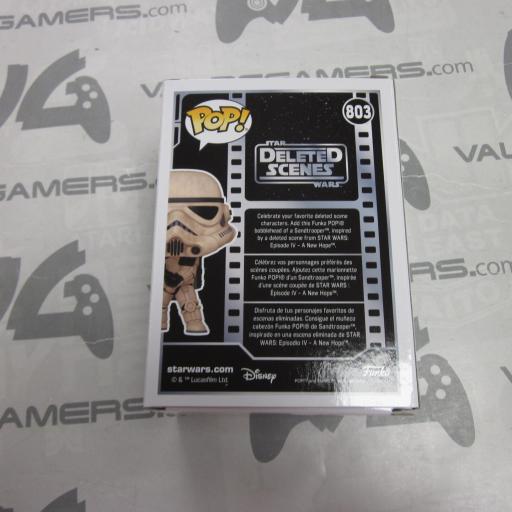 GAMERS.com
VALUEGAMERS.com
VAL
GAMERS.com
POP!
803
STAR
DELETED
SCENES
WARS
Celebrate your favorite deleted scene
characters. Add this Funko POP!®
bobblehead of a Sandtrooper™, inspired
by a deleted scene from STAR WARS:
Episode IV - A New Hope™.
Célébrez vos personnages préférés des
scènes coupées. Ajoutez cette marionnette
Funko POP!® d'un Sandtrooper™, inspirée
d'une scène coupée de STAR WARS :
Épisode IV - A New Hope™.
Disfruta de tus personajes favoritos de
escenas eliminadas. Consigue el muñeco
cabezón Funko POP!® de Sandtrooper™,
inspirado en una escena eliminada de STAR
WARS: Episodio IV - A New Hope™.
starwars.com
© & ™ Lucasfilm Ltd.
Disney
Funko
GAMERS.com